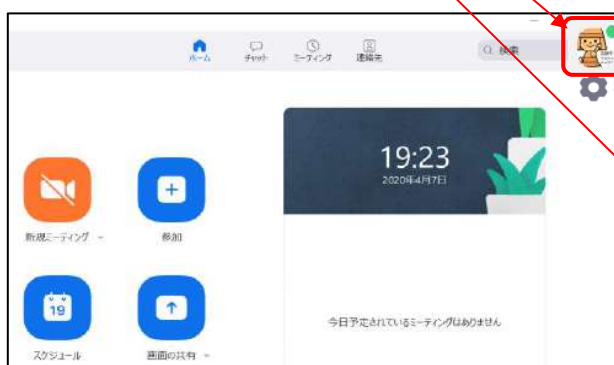 ホーム
チャット
ミーティング
連絡先
検索
19:23
2020年4月7日
新規ミーティング
参加
今日予定されているミーティングはありません
19
スケジュール
画面の共有